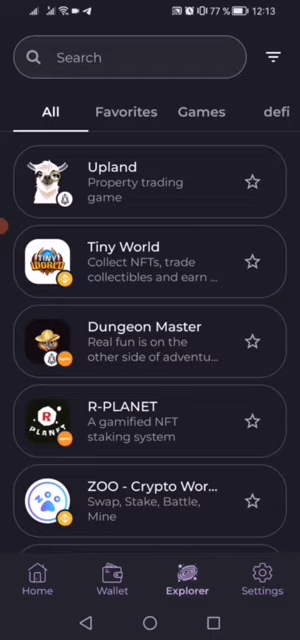 77 % 12:13
Search
All Favorites Games defi
Upland
Property trading
game
Tiny World
Collect NFTs, trade
collectibles and earn ...
Dungeon Master
Real fun is on the
other side of adventu...
R-PLANET
A gamified NFT
staking system
ZOO - Crypto Wor...
Swap, Stake, Battle,
Mine
Home Wallet Explorer Settings